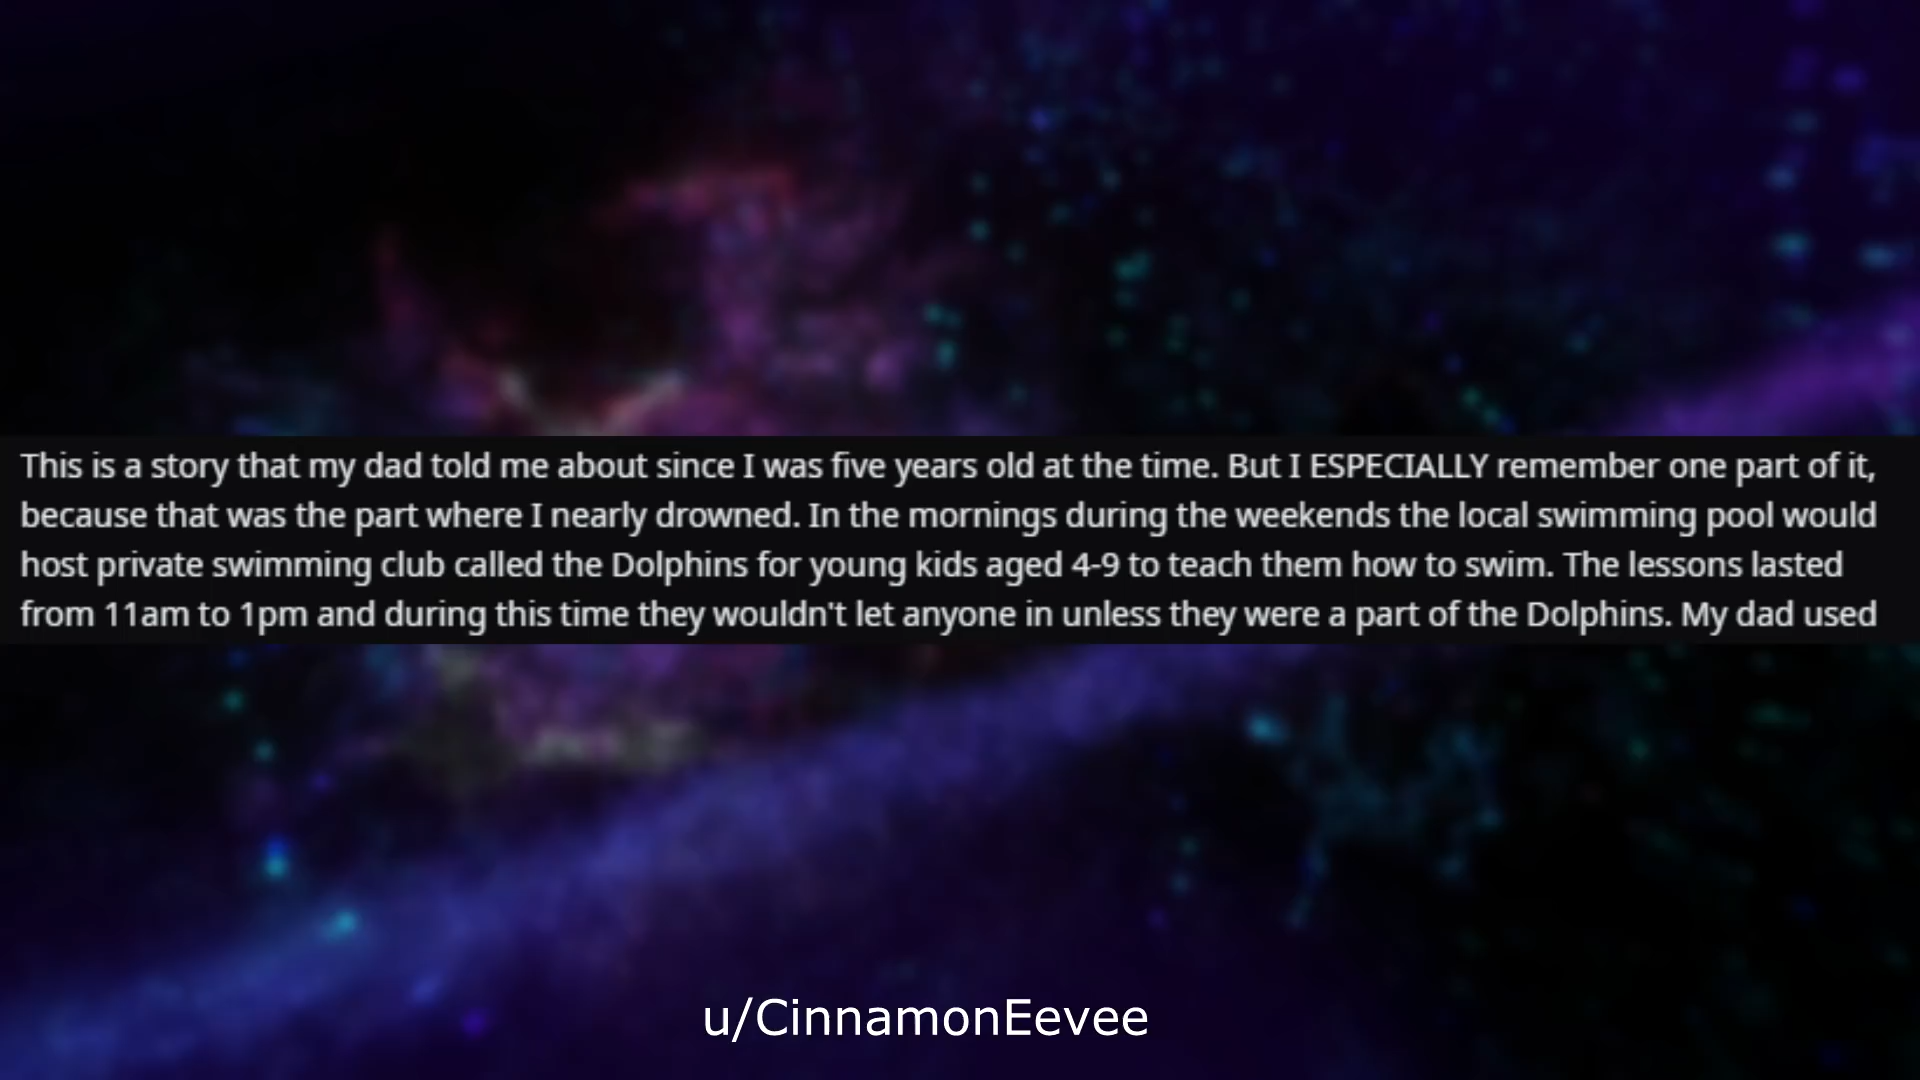 This is a story that my dad told me about since I was five years old at the time. But I ESPECIALLY remember one part of it,
because that was the part where I nearly drowned. In the mornings during the weekends the local swimming pool would
host private swimming club called the Dolphins for young kids aged 4-9 to teach them how to swim. The lessons lasted
from 11am to 1pm and during this time they wouldn't let anyone in unless they were a part of the Dolphins. My dad used
u/CinnamonEevee